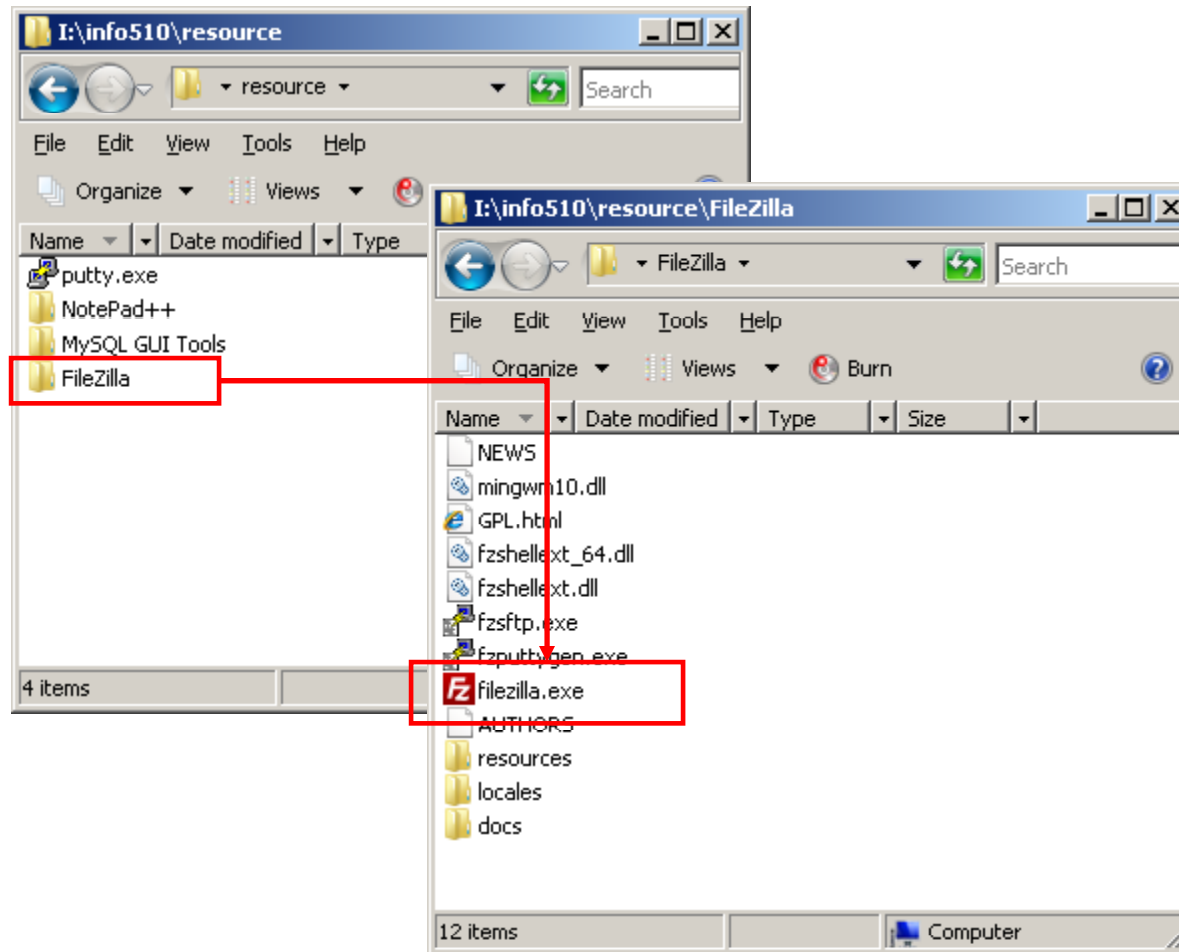 I:\info510\resource
resource
Search
File Edit View Tools Help
Organize Views
Name Date modified Type
putty.exe
NotePad++
MySQL GUI Tools
FileZilla
4 items
I:\info510\resource\FileZilla
FileZilla
Search
File Edit View Tools Help
Organize Views Burn
Name Date modified Type Size
NEWS
mingwm10.dll
GPL.html
fzshellext_64.dll
fzshellext.dll
fzsftp.exe
fzputtygen.exe
Fz filezilla.exe
AUTHORS
resources
locales
docs
12 items Computer